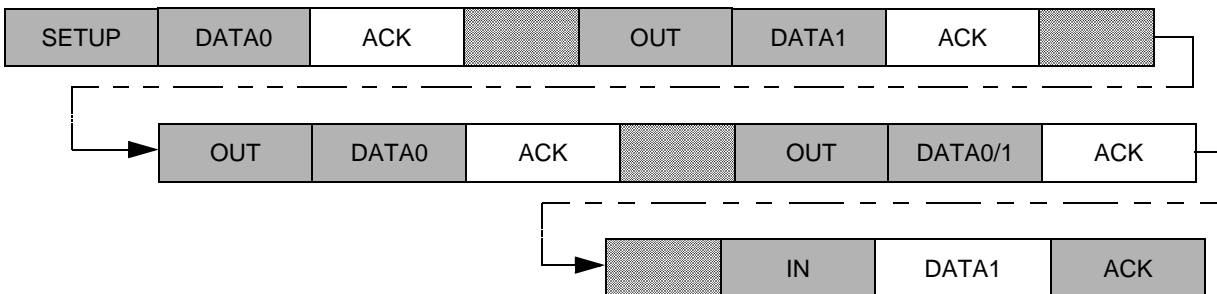 SETUP DATA0 ACK OUT DATA1 ACK
OUT DATA0 ACK OUT DATA0/1 ACK
IN DATA1 ACK